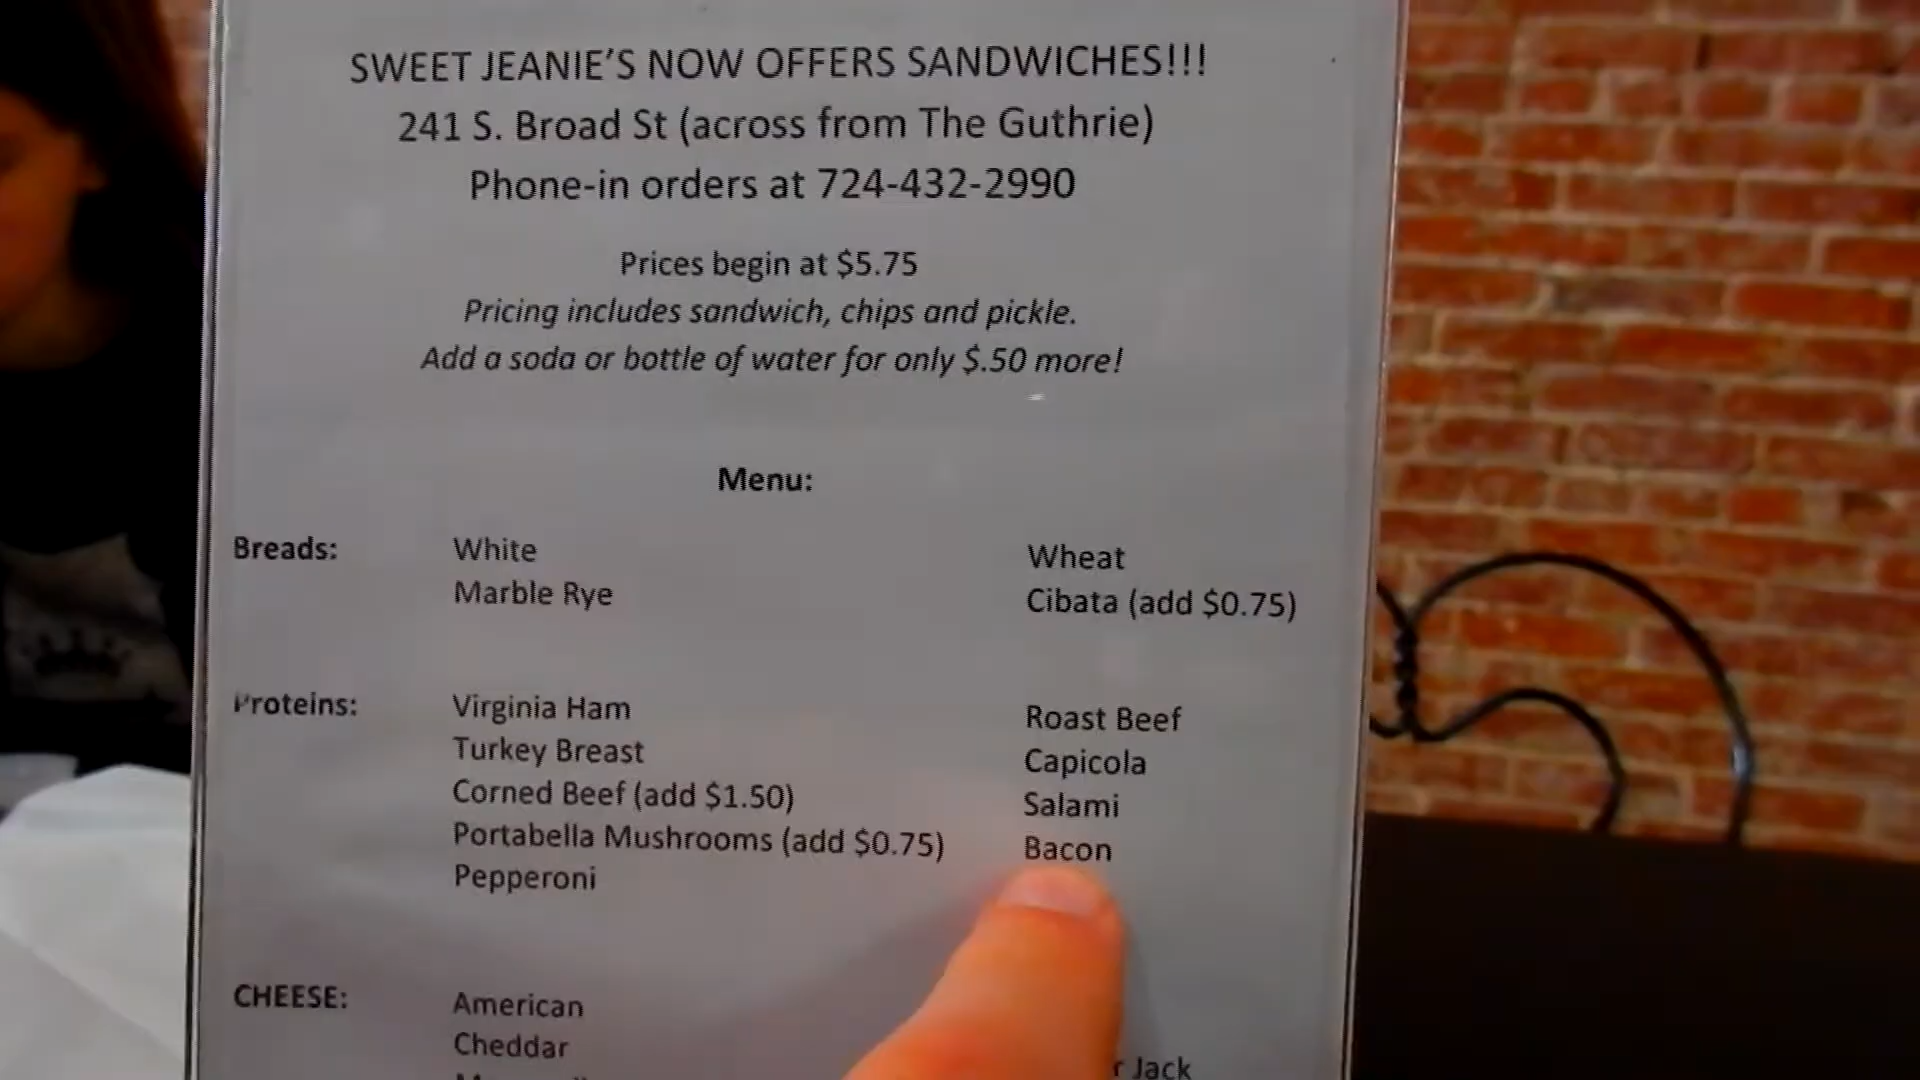 SWEET JEANIE'S NOW OFFERS SANDWICHES!!!
241 S. Broad St (across from The Guthrie)
Phone-in orders at 724-432-2990
Prices begin at $5.75
Pricing includes sandwich, chips and pickle.
Add a soda or bottle of water for only $.50 more!
Menu:
Breads: White Wheat
Marble Rye Cibata (add $0.75)
Proteins: Virginia Ham Roast Beef
Turkey Breast Capicola
Corned Beef (add $1.50) Salami
Portabella Mushrooms (add $0.75) Bacon
Pepperoni
CHEESE: American
Cheddar
Jack